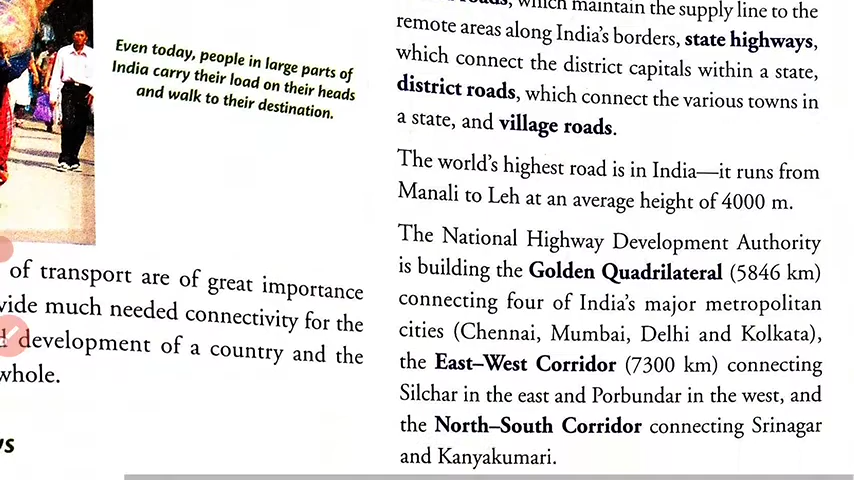 Even today, people in large parts of
India carry their load on their heads
and walk to their destination.
of transport are of great importance
much needed connectivity for the
development of a country and the
whole.
which maintain the supply line to the
remote areas along India's borders, state highways,
which connect the district capitals within a state,
district roads, which connect the various towns in
a state, and village roads.
The world's highest road is in India—it runs from
Manali to Leh at an average height of 4000 m.
The National Highway Development Authority
is building the Golden Quadrilateral (5846 km)
connecting four of India's major metropolitan
cities (Chennai, Mumbai, Delhi and Kolkata),
the East–West Corridor (7300 km) connecting
Silchar in the east and Porbundar in the west, and
the North–South Corridor connecting Srinagar
and Kanyakumari.